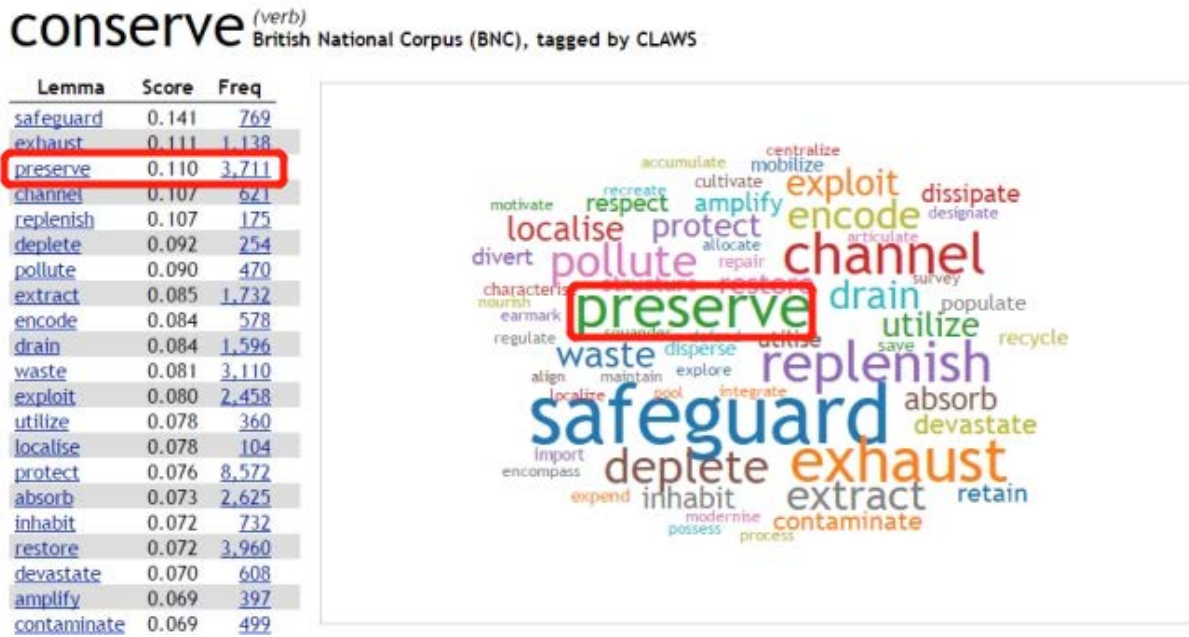 conserve (verb)
British National Corpus (BNC), tagged by CLAWS
Lemma Score Freq
safeguard 0.141 769
exhaust 0.111 1,138
preserve 0.110 3,711
channel 0.107 621
replenish 0.107 175
deplete 0.092 254
pollute 0.090 470
extract 0.085 1,732
encode 0.084 578
drain 0.084 1,596
waste 0.081 3,110
exploit 0.080 2,458
utilize 0.078 360
localise 0.078 104
protect 0.076 8,572
absorb 0.073 2,625
inhabit 0.072 732
restore 0.072 3,960
devastate 0.070 608
amplify 0.069 397
contaminate 0.069 499
centralize
accumulate mobilize
recreate cultivate exploit dissipate
motivate respect amplify encode designate
localise protect articulate
divert pollute allocate repair channel
structure restore survey
nourish preserve drain populate
earmark
regulate utilise utilize recycle
waste disperse save
align maintain explore replenish
localize pool integrate
safeguard absorb
devastate
import
encompass deplete exhaust
expend inhabit extract retain
modernise contaminate
possess process